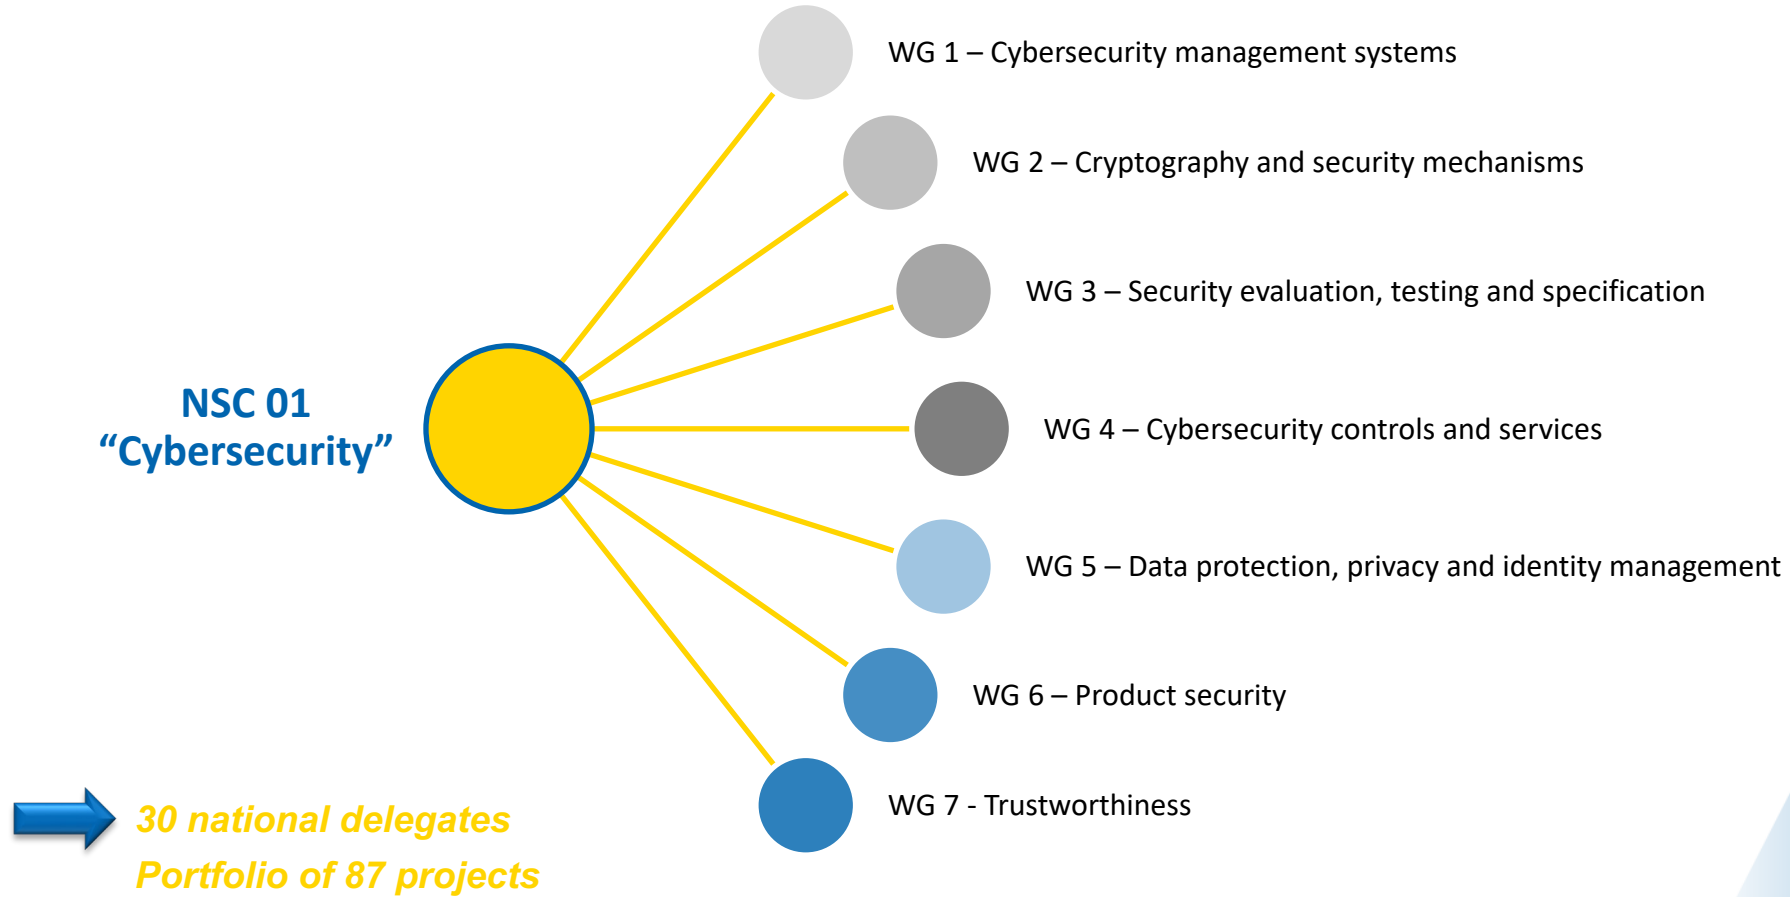 WG 1 – Cybersecurity management systems
WG 2 – Cryptography and security mechanisms
WG 3 – Security evaluation, testing and specification
NSC 01
“Cybersecurity”
WG 4 – Cybersecurity controls and services
WG 5 – Data protection, privacy and identity management
WG 6 – Product security
WG 7 - Trustworthiness
30 national delegates
Portfolio of 87 projects